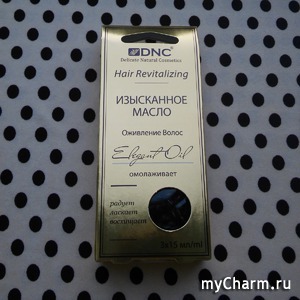 DNC
Delicate Natural Cosmetics
Hair Revitalizing
ИЗЫСКАННОЕ
МАСЛО
Оживление Волос
Elegant Oil
омолаживает
радует
ласкает
восхищает
3x15 мл/ml
myCharm.ru